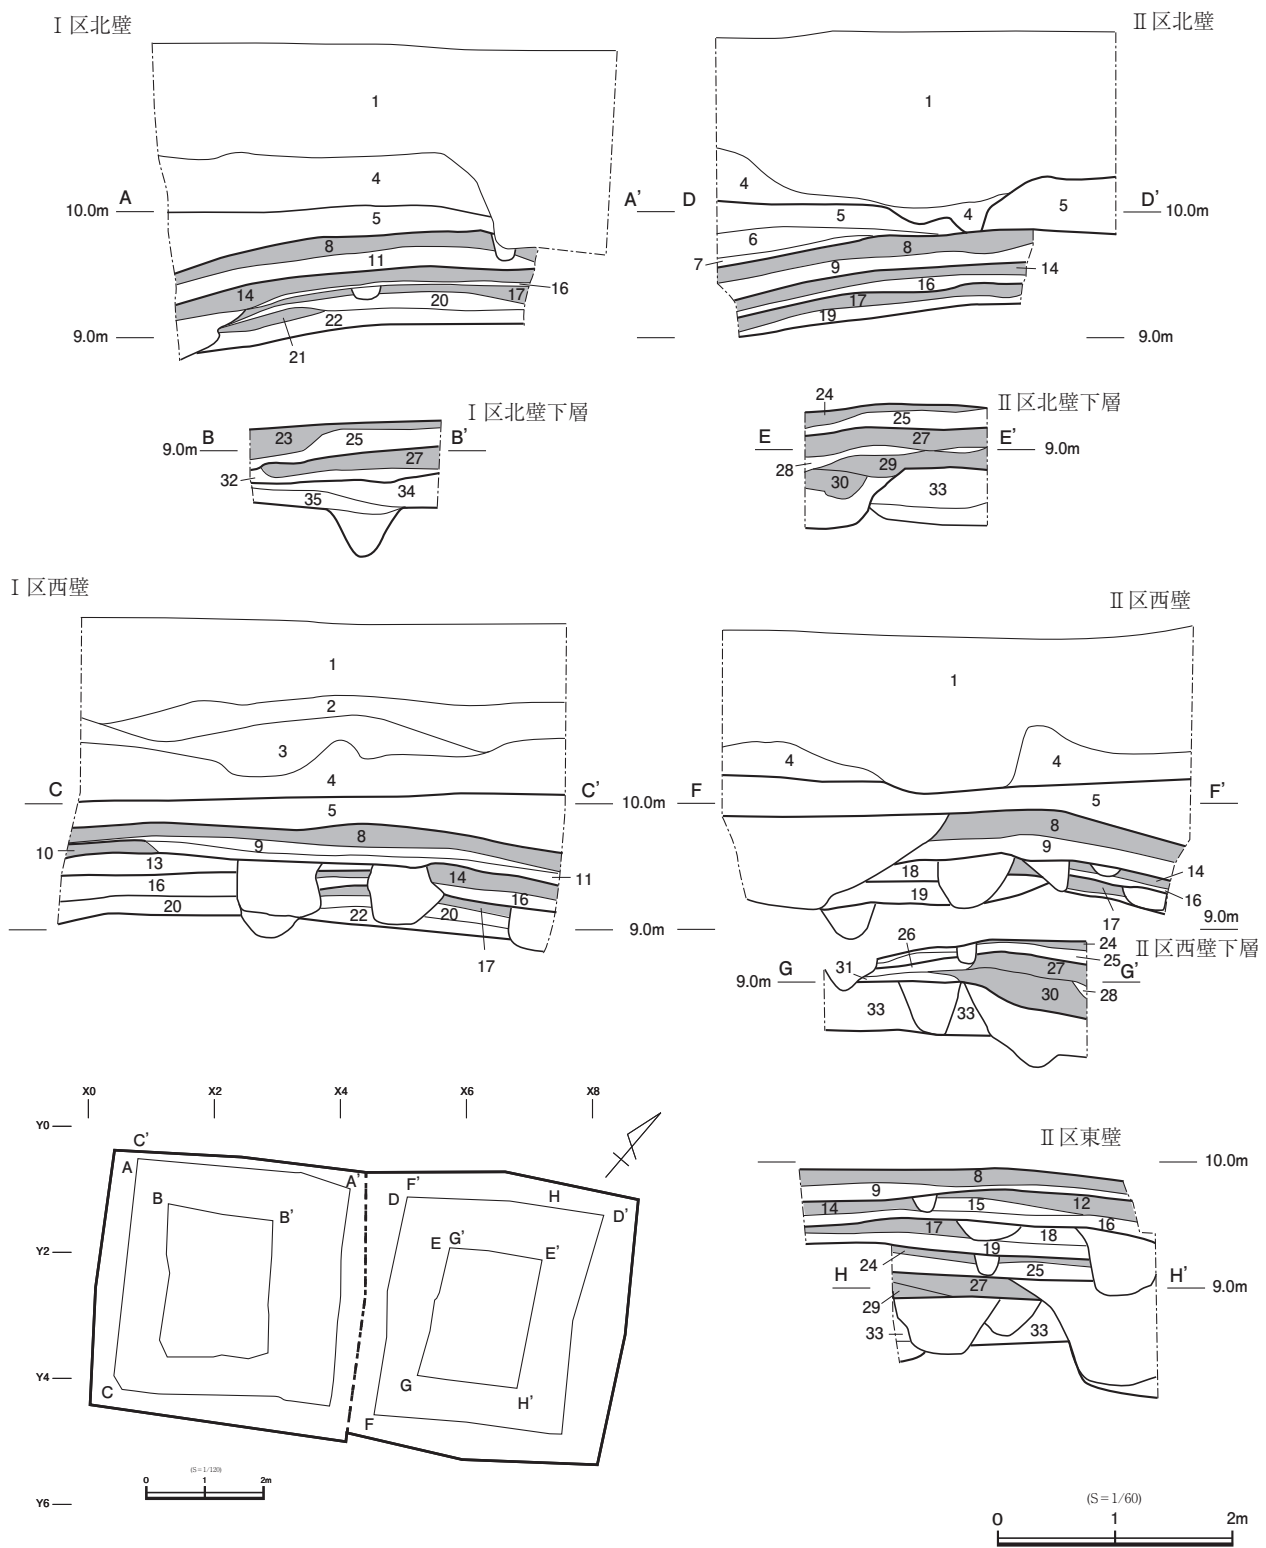 Ⅰ区北壁
1
4
A
A'
10.0m
5
8
11
14
16
17
20
22
9.0m
21
Ⅱ区北壁
1
4
4
5
D
D'
10.0m
5
6
7
8
9
14
16
17
19
9.0m
Ⅰ区北壁下層
9.0m
B
B'
23
25
27
32
34
35
Ⅱ区北壁下層
24
25
E
E'
9.0m
27
28
29
30
33
Ⅰ区西壁
1
2
3
4
C
C'
10.0m
5
8
9
10
13
11
14
16
16
20
20
22
17
9.0m
Ⅱ区西壁
1
4
4
F
F'
5
8
9
14
18
19
16
17
9.0m
Ⅱ区西壁下層
26
24
25
31
27
9.0m
G
G'
30
28
33
33
X0
X2
X4
X6
X8
Y0
C'
A
A'
F'
D
H
D'
B
B'
Y2
E
G'
E'
Y4
C
G
H'
F
(S=1/120)
0
1
2m
Y6
Ⅱ区東壁
10.0m
8
9
14
15
12
16
17
18
19
24
25
H
H'
9.0m
27
29
33
33
(S=1/60)
0
1
2m